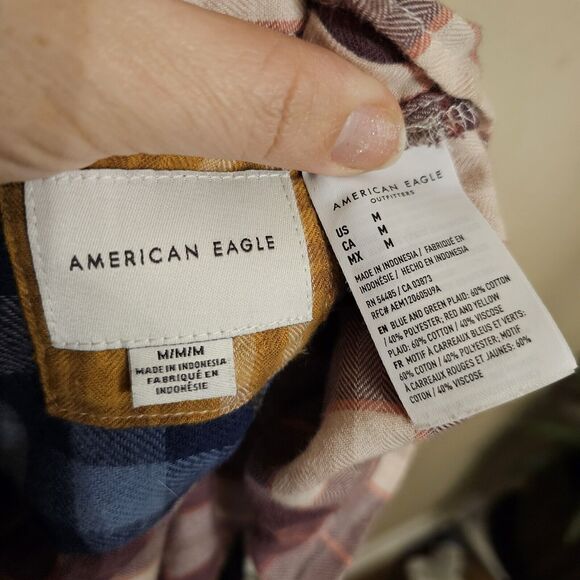 AMERICAN EAGLE
M/M/M
MADE IN INDONESIA
FABRIQUÉ EN
INDONÉSIE
AMERICAN EAGLE
OUTFITTERS
US M
CA M
MX M
MADE IN INDONESIA / FABRIQUÉ EN
INDONÉSIE / HECHO EN INDONESIA
RN 54485 / CA 03873
RFC# AEM120605U9A
EN BLUE AND GREEN PLAID: 60% COTTON
/ 40% POLYESTER; RED AND YELLOW
PLAID: 60% COTTON / 40% VISCOSE
FR MOTIF À CARREAUX BLEUS ET VERTS:
60% COTON / 40% POLYESTER; MOTIF
À CARREAUX ROUGES ET JAUNES: 60%
COTON / 40% VISCOSE